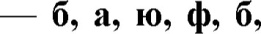 — б, а, ю, ф, б,